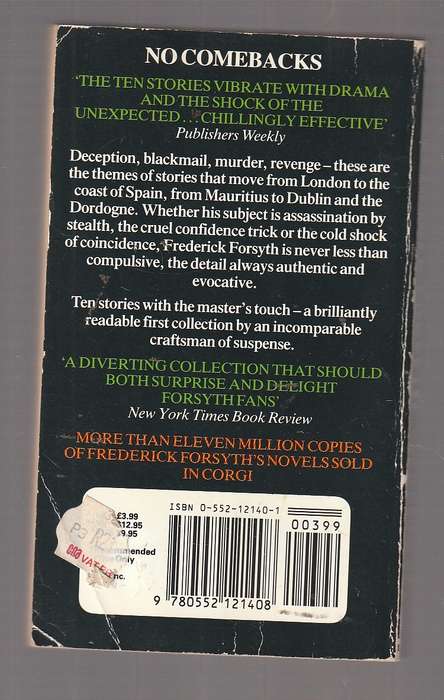 NO COMEBACKS
'THE TEN STORIES VIBRATE WITH DRAMA
AND THE SHOCK OF THE
UNEXPECTED... CHILLINGLY EFFECTIVE'
Publishers Weekly
Deception, blackmail, murder, revenge – these are
the themes of stories that move from London to the
coast of Spain, from Mauritius to Dublin and the
Dordogne. Whether his subject is assassination by
stealth, the cruel confidence trick or the cold shock
of coincidence, Frederick Forsyth is never less than
compulsive, the detail always authentic and
evocative.
Ten stories with the master's touch – a brilliantly
readable first collection by an incomparable
craftsman of suspense.
'A DIVERTING COLLECTION THAT SHOULD
BOTH SURPRISE AND DELIGHT
FORSYTH FANS'
New York Times Book Review
MORE THAN ELEVEN MILLION COPIES
OF FREDERICK FORSYTH'S NOVELS SOLD
IN CORGI
ISBN 0-552-12140-1
00399
£3.99
$12.95
Only
9 780552 121408